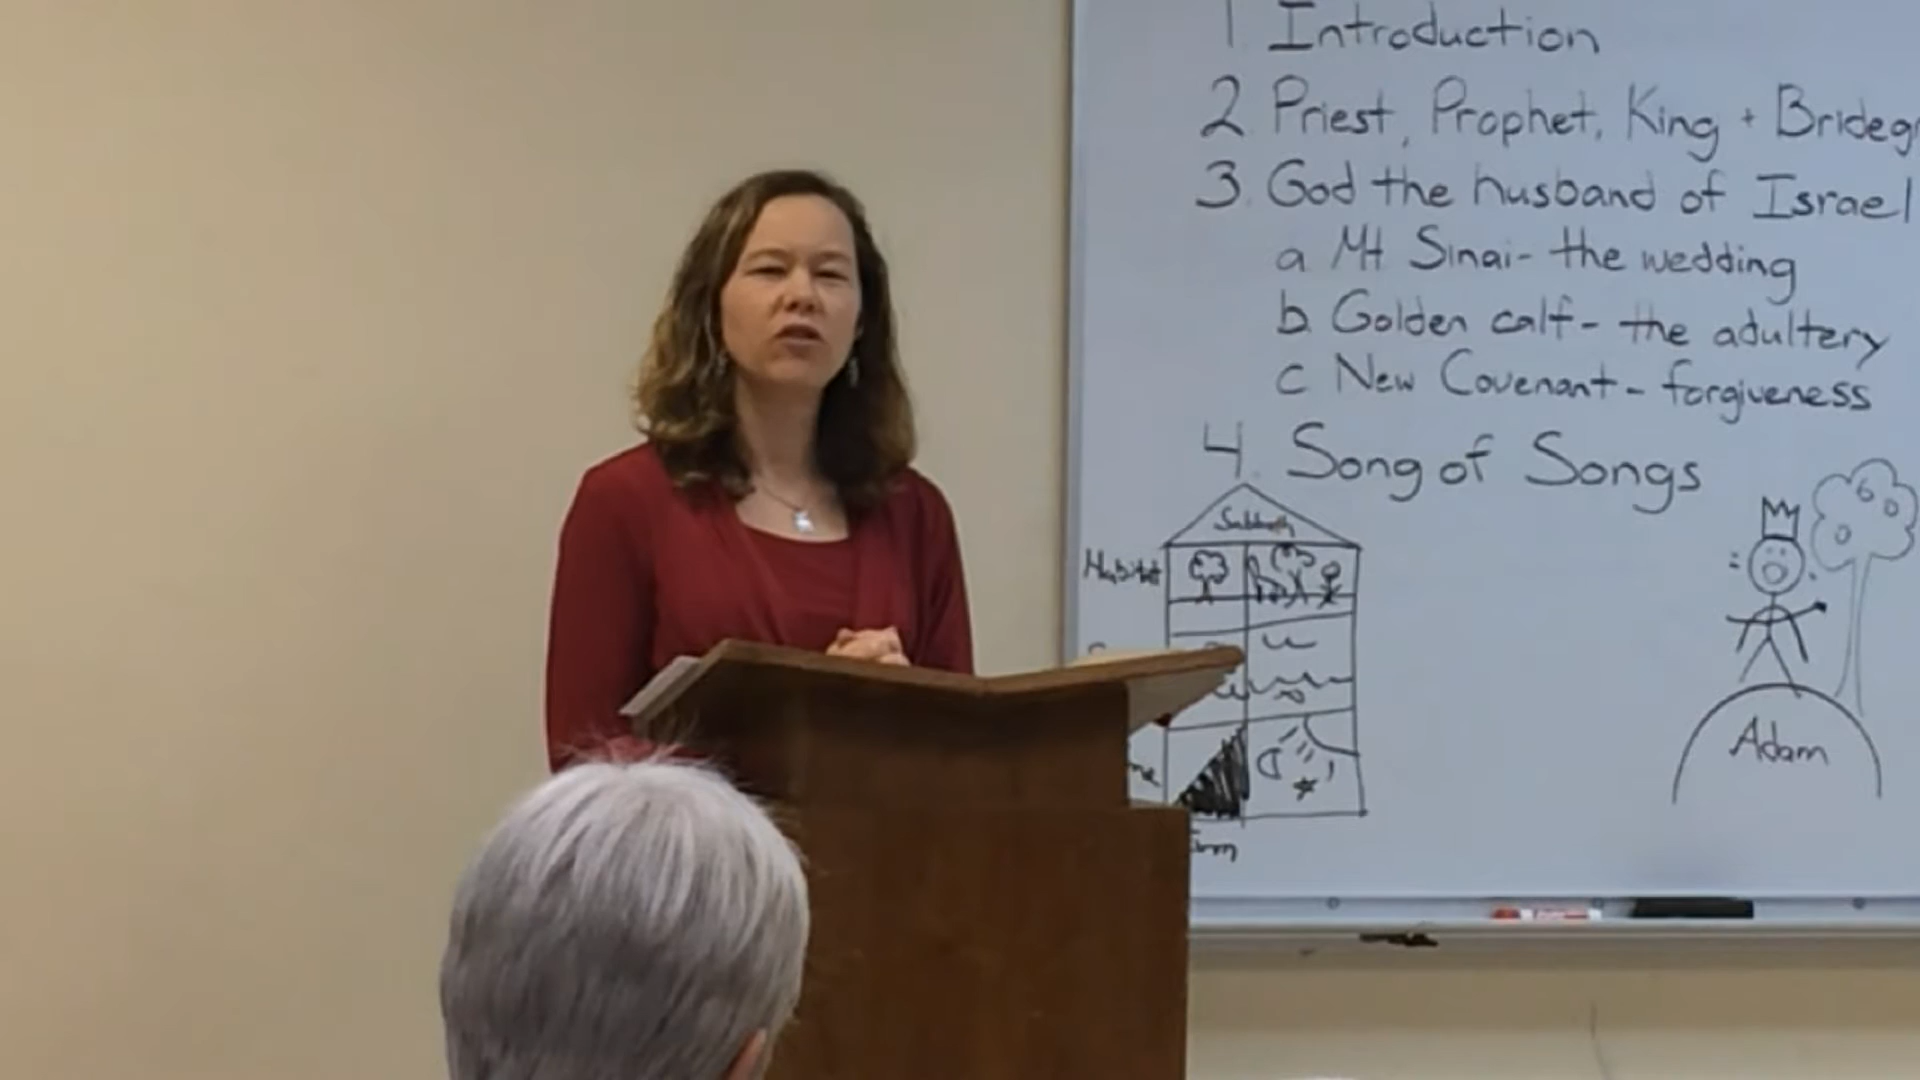 1 Introduction
2 Priest, Prophet, King + Brideg
3. God the husband of Israel
a Mt Sinai- the wedding
b. Golden calf - the adultery
c New Covenant - forgiveness
4. Song of Songs
Sabbath
Habitat
Adam